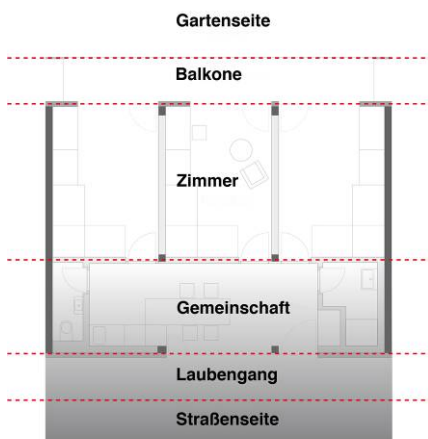 Gartenseite
Balkone
Zimmer
Gemeinschaft
Laubengang
Straßenseite